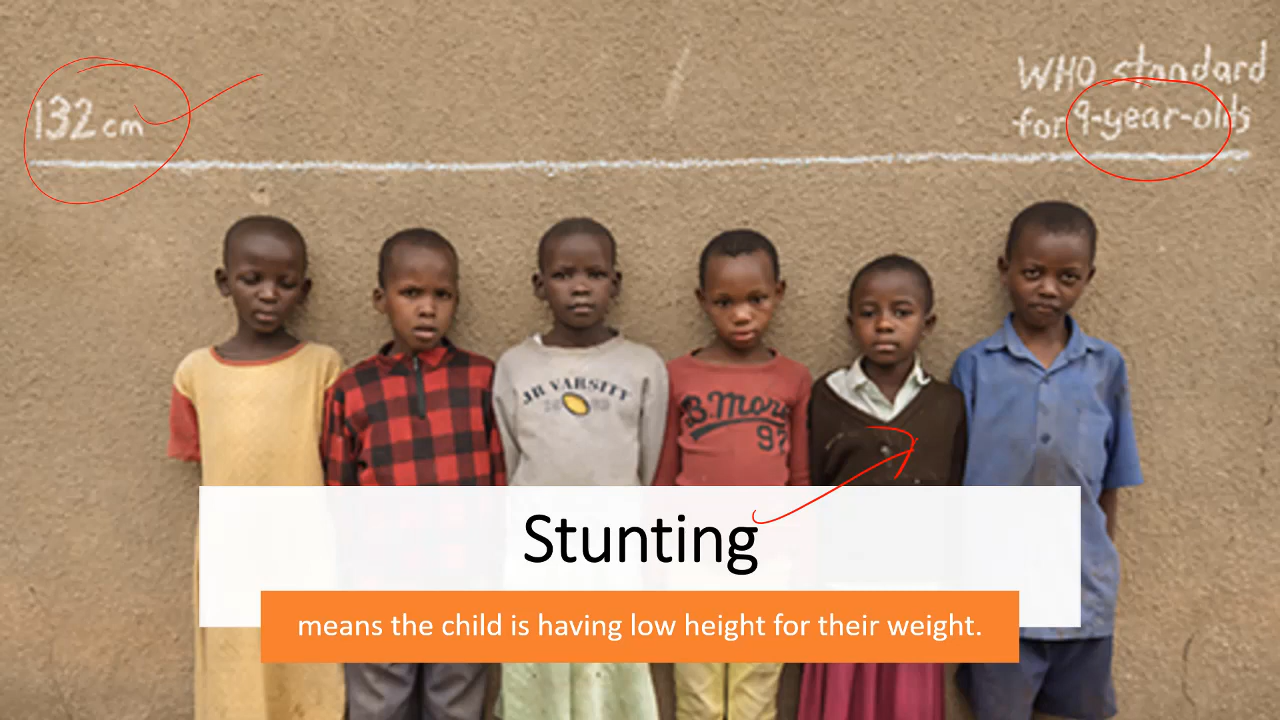 132 cm
WHO standard
for 9-year-olds
JR VARSITY
B.More
9
Stunting
means the child is having low height for their weight.